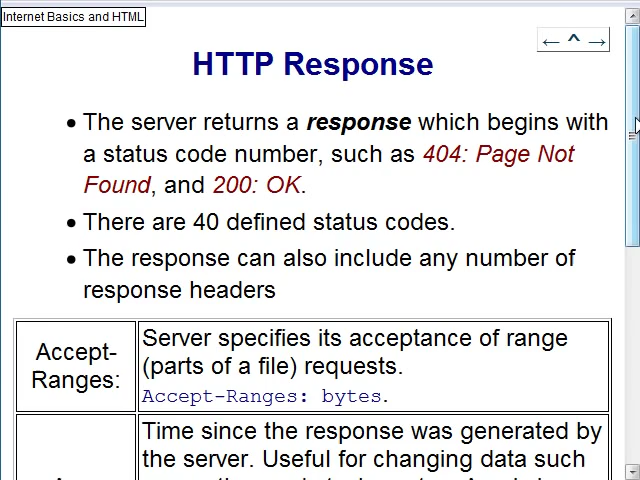 Internet Basics and HTML
← ^ →
HTTP Response
• The server returns a response which begins with
a status code number, such as 404: Page Not
Found, and 200: OK.
• There are 40 defined status codes.
• The response can also include any number of
response headers
Accept-
Ranges:
Server specifies its acceptance of range
(parts of a file) requests.
Accept-Ranges: bytes.
Time since the response was generated by
the server. Useful for changing data such